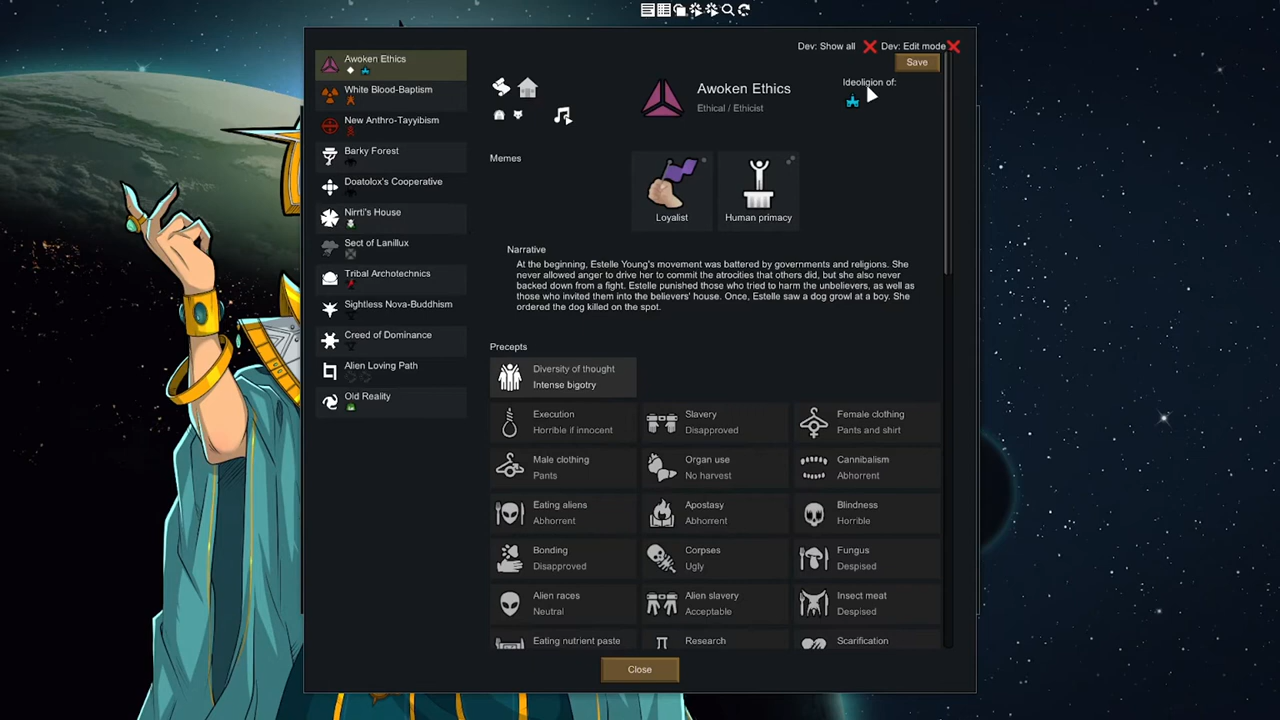 Dev: Show all
Dev: Edit mode
Save
Awoken Ethics
White Blood-Baptism
New Anthro-Tayyibism
Barky Forest
Doatolox's Cooperative
Nirrti's House
Sect of Lanillux
Tribal Archotechnics
Sightless Nova-Buddhism
Creed of Dominance
Alien Loving Path
Old Reality
Awoken Ethics
Ethical / Ethicist
Ideoligion of:
Memes
Loyalist
Human primacy
Narrative
At the beginning, Estelle Young's movement was battered by governments and religions. She
never allowed anger to drive her to commit the atrocities that others did, but she also never
backed down from a fight. Estelle punished those who tried to harm the unbelievers, as well as
those who invited them into the believers' house. Once, Estelle saw a dog growl at a boy. She
ordered the dog killed on the spot.
Precepts
Diversity of thought
Intense bigotry
Execution
Horrible if innocent
Slavery
Disapproved
Female clothing
Pants and shirt
Male clothing
Pants
Organ use
No harvest
Cannibalism
Abhorrent
Eating aliens
Abhorrent
Apostasy
Abhorrent
Blindness
Horrible
Bonding
Disapproved
Corpses
Ugly
Fungus
Despised
Alien races
Neutral
Alien slavery
Acceptable
Insect meat
Despised
Eating nutrient paste
Research
Scarification
Close